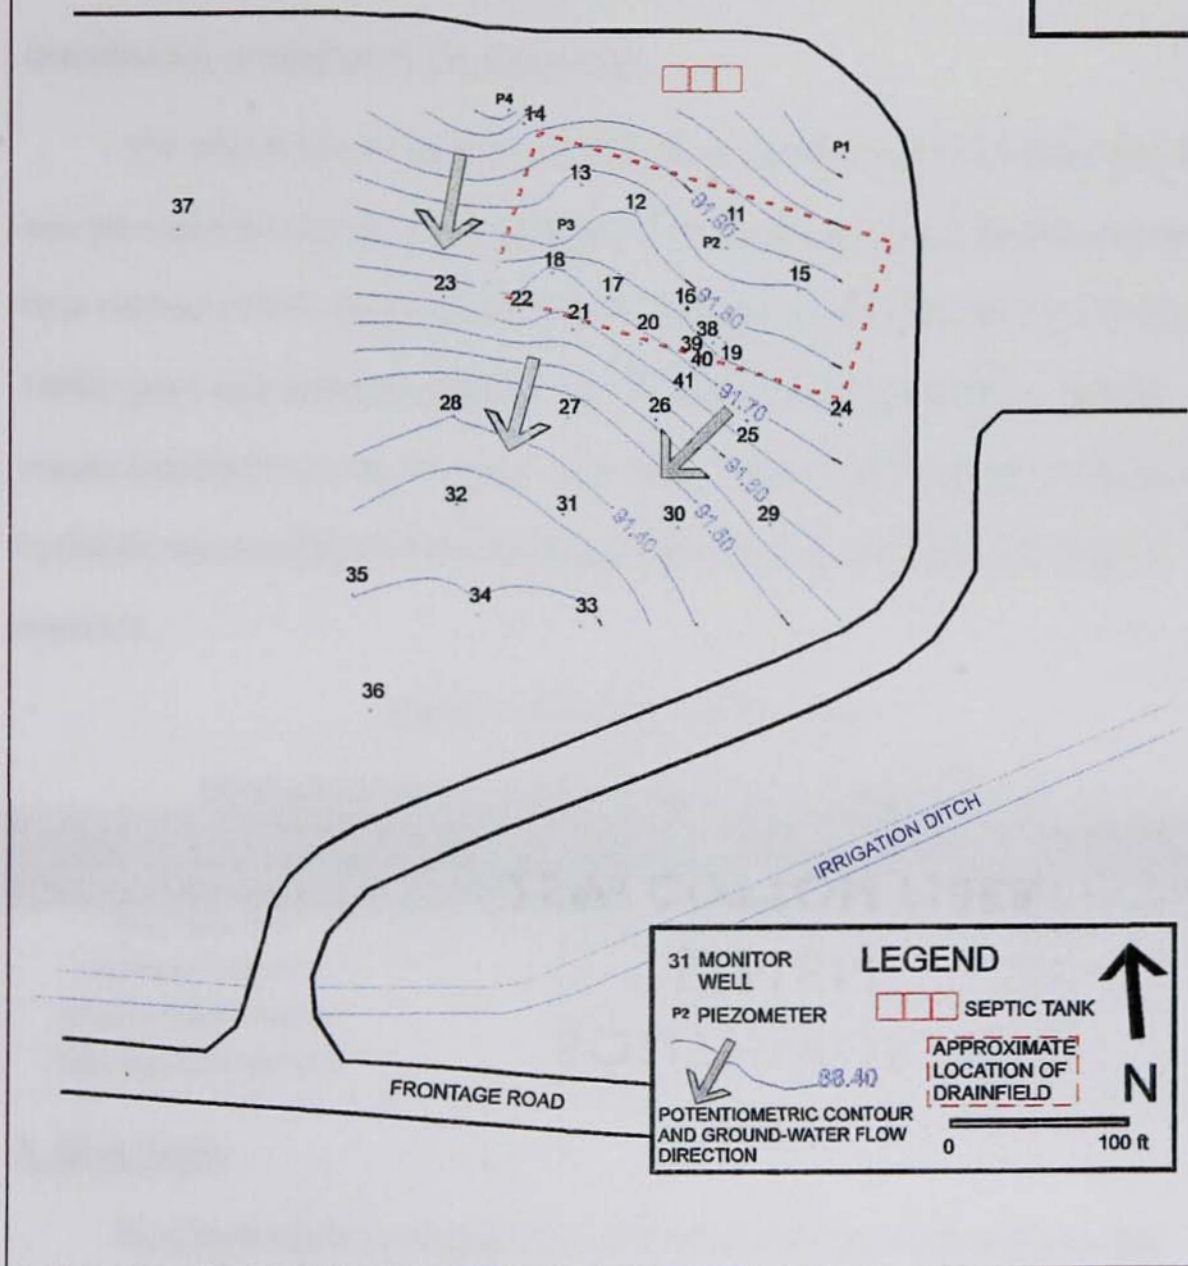 P4
14
P1
13
37
12
11
91.90
P3
P2
18
15
23
17
22
16
91.80
21
20
38
39
19
40
41
91.70
28
27
26
24
25
91.60
32
31
30
29
91.40
91.50
35
34
33
36
IRRIGATION DITCH
FRONTAGE ROAD
LEGEND
31 MONITOR
WELL
SEPTIC TANK
P2 PIEZOMETER
APPROXIMATE
LOCATION OF
DRAINFIELD
N
88.40
POTENTIOMETRIC CONTOUR
AND GROUND-WATER FLOW
DIRECTION
0
100 ft